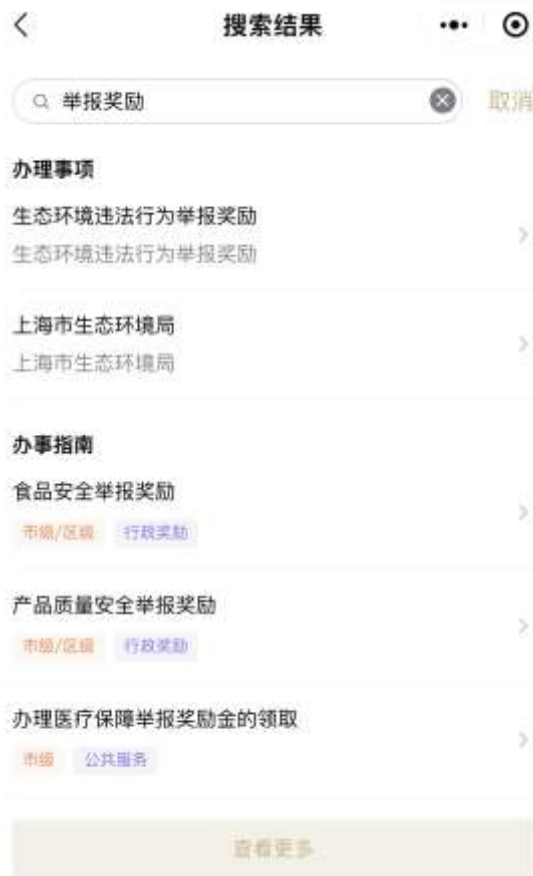 搜索结果
举报奖励
取消
办理事项
生态环境违法行为举报奖励
生态环境违法行为举报奖励
上海市生态环境局
上海市生态环境局
办事指南
食品安全举报奖励
市级/区级 行政奖励
产品质量安全举报奖励
市级/区级 行政奖励
办理医疗保障举报奖励金的领取
市级 公共服务
查看更多